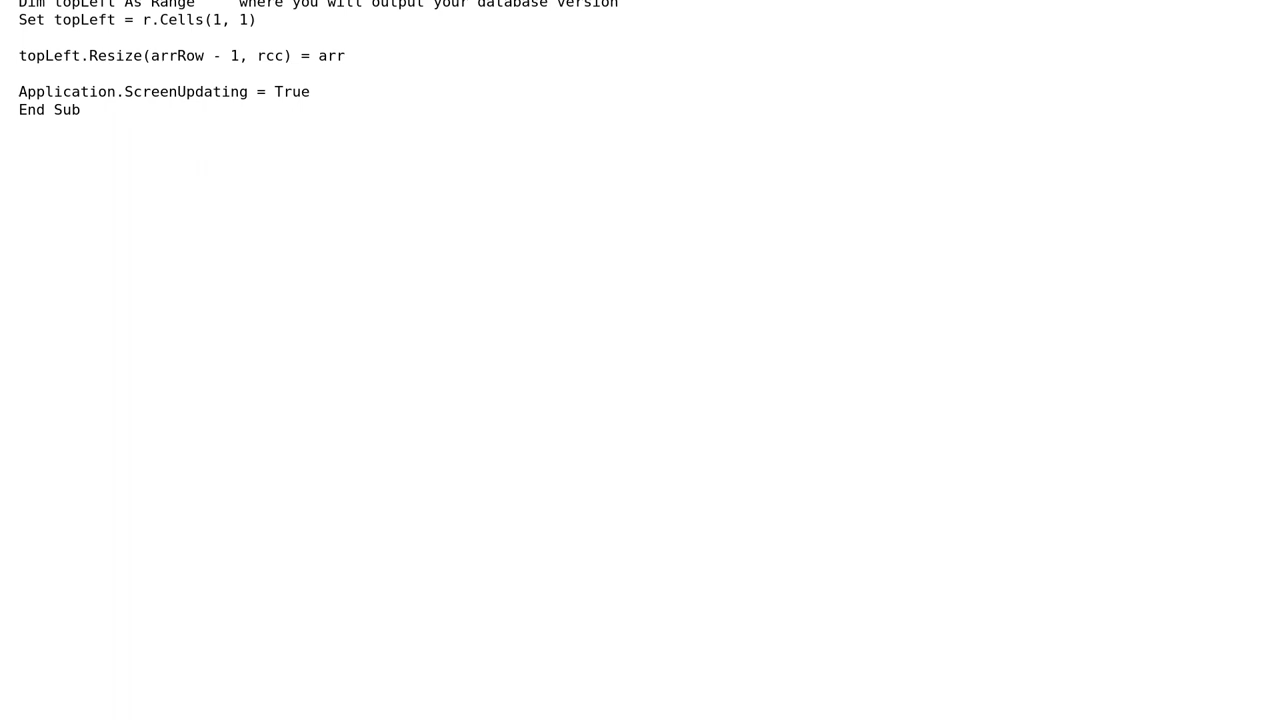 Dim topLeft As Range     'where you will output your database version
Set topLeft = r.Cells(1, 1)
topLeft.Resize(arrRow - 1, rcc) = arr
Application.ScreenUpdating = True
End Sub